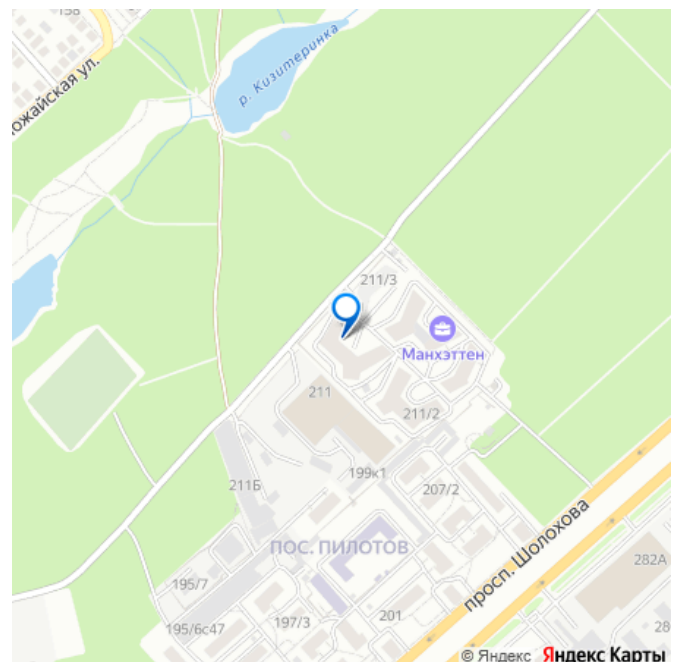 158
ожайская ул.
р. Кизитеринка
211/3
Манхэттен
211
211/2
199к1
207/2
211Б
ПОС. ПИЛОТОВ
просп. Шолохова
282А
195/7
201
197/3
195/6с47
28
© Яндекс Яндекс Карты